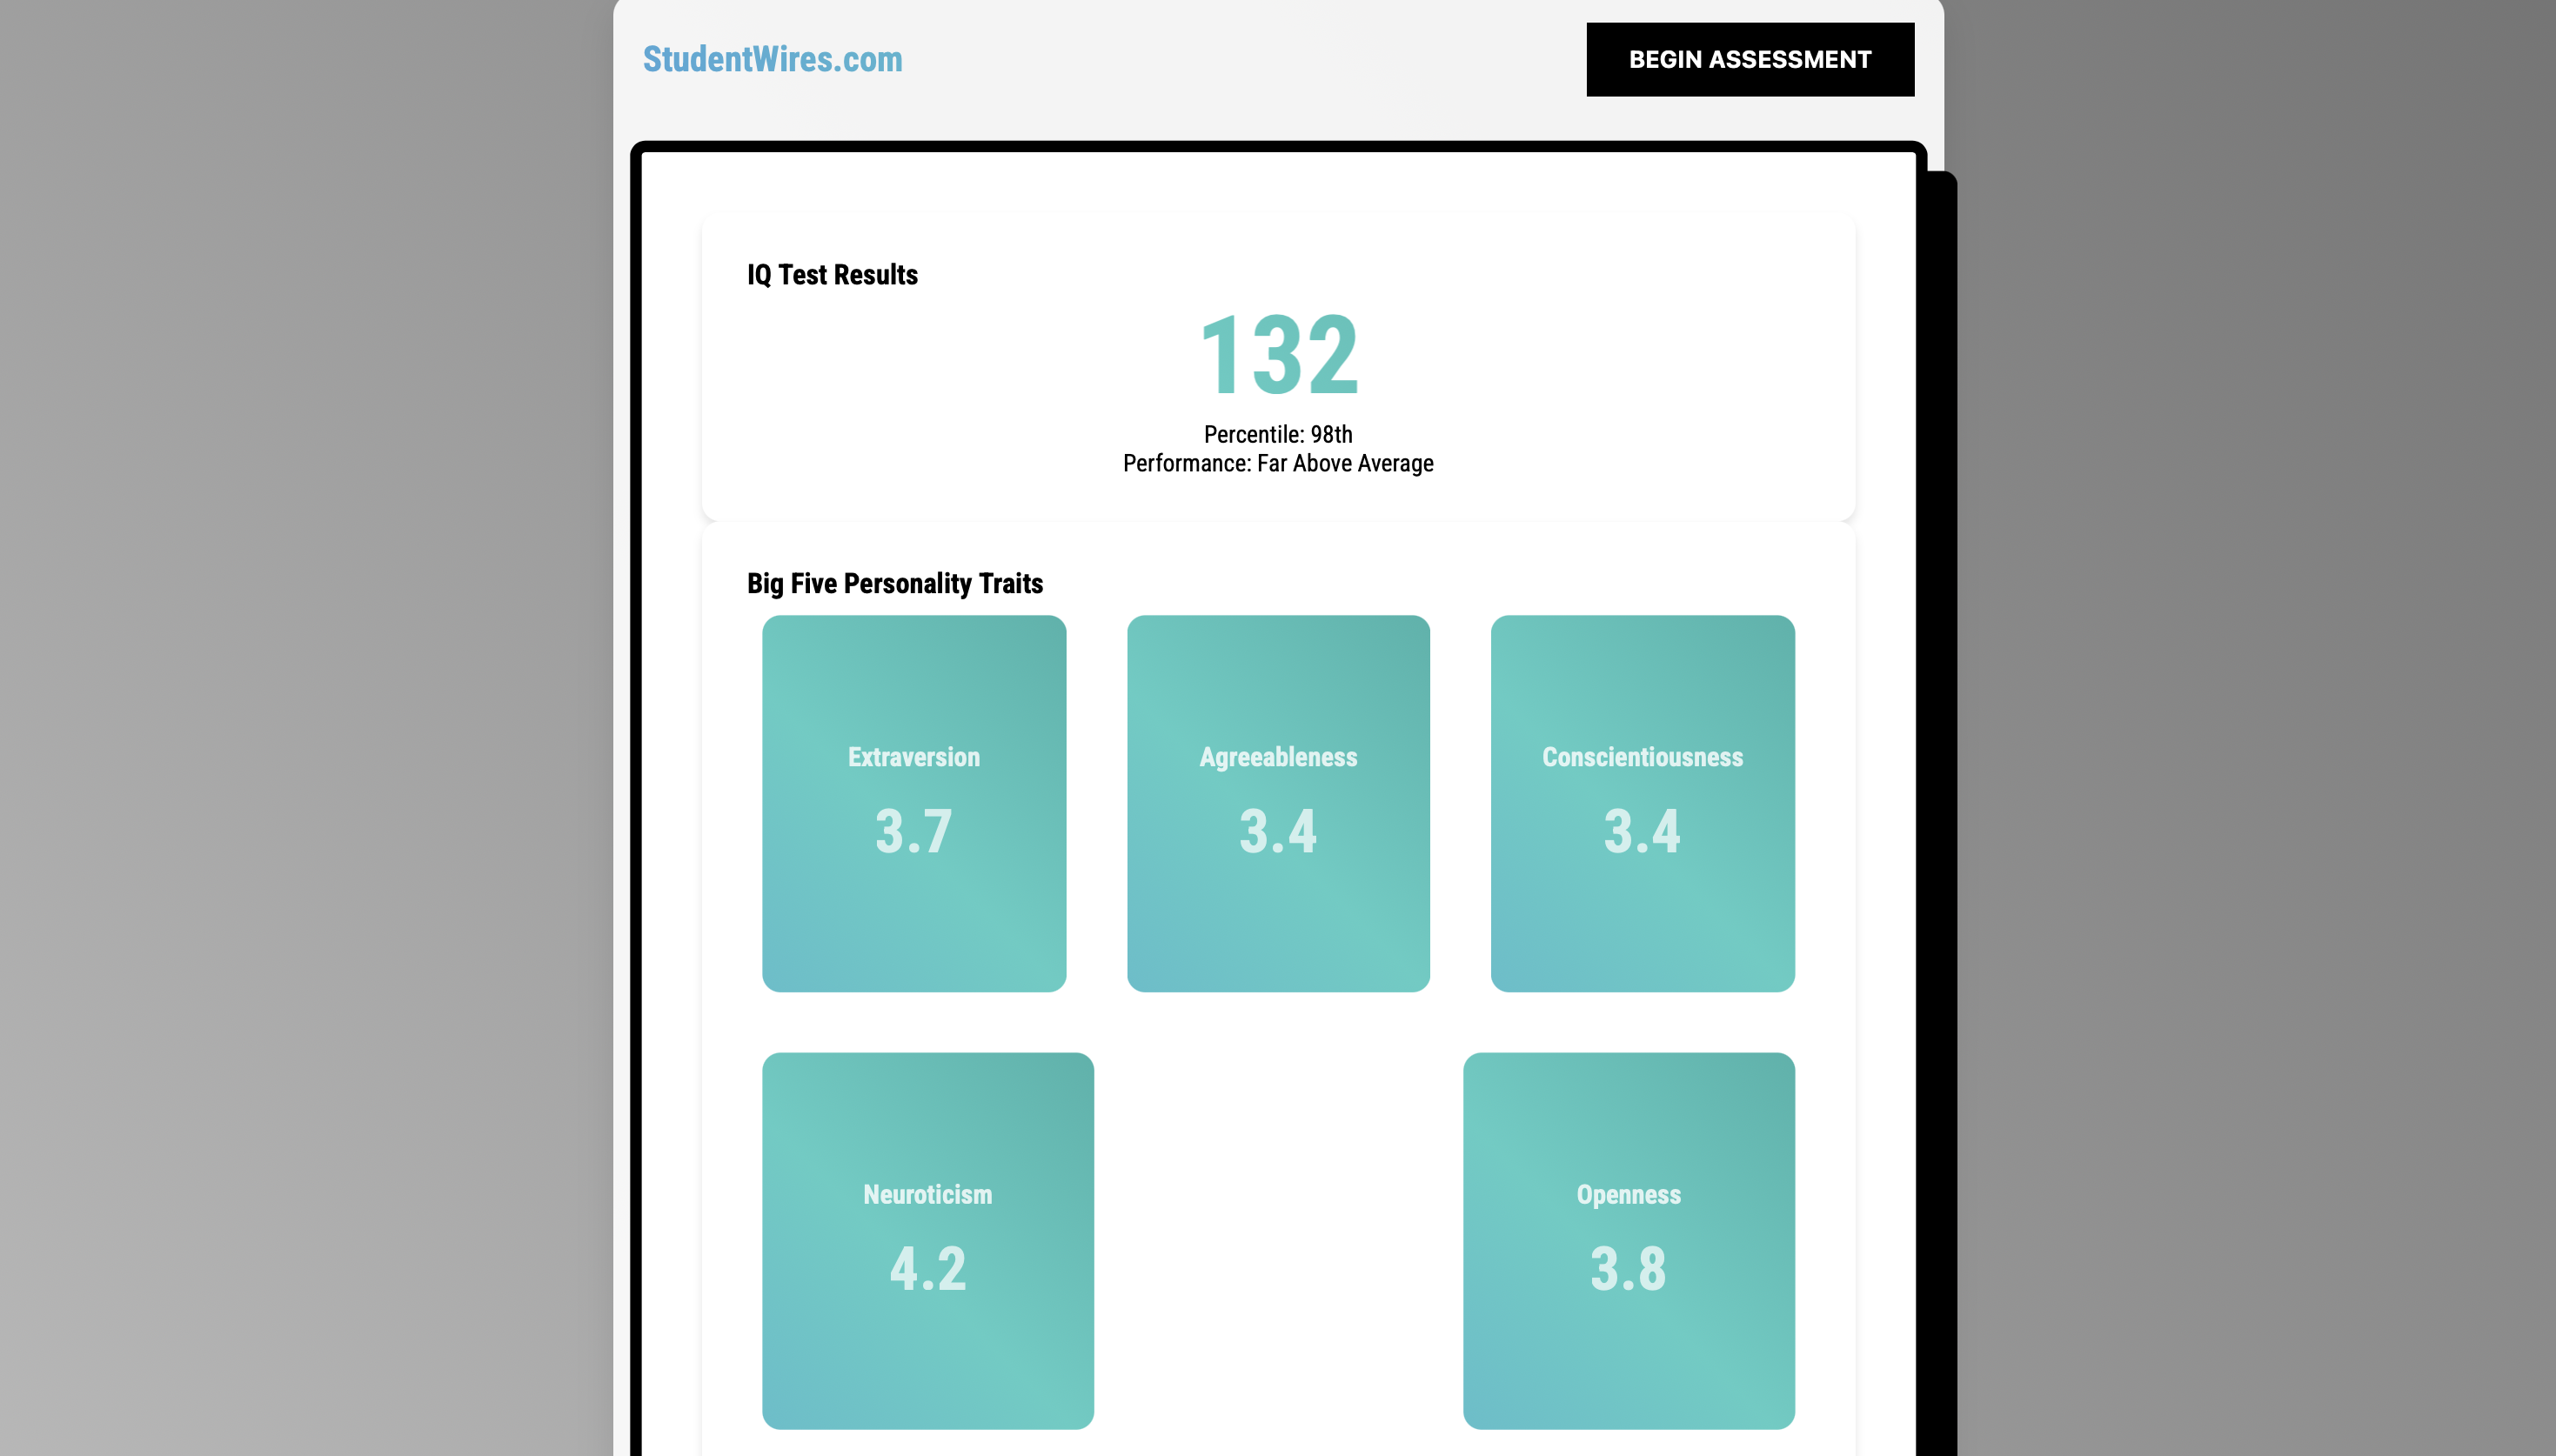 StudentWires.com
BEGIN ASSESSMENT
IQ Test Results
132
Percentile: 98th
Performance: Far Above Average
Big Five Personality Traits
Extraversion
3.7
Agreeableness
3.4
Conscientiousness
3.4
Neuroticism
4.2
Openness
3.8